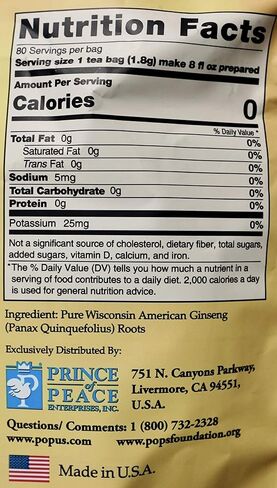 Nutrition Facts
80 Servings per bag
Serving size 1 tea bag (1.8g) make 8 fl oz prepared
Amount Per Serving
Calories 0
% Daily Value *
Total Fat 0g 0%
Saturated Fat 0g 0%
Trans Fat 0g 0%
Sodium 5mg 0%
Total Carbohydrate 0g 0%
Protein 0g 0%
Potassium 25mg 0%
Not a significant source of cholesterol, dietary fiber, total sugars,
added sugars, vitamin D, calcium, and iron.
*The % Daily Value (DV) tells you how much a nutrient in a
serving of food contributes to a daily diet. 2,000 calories a day
is used for general nutrition advice.
Ingredient: Pure Wisconsin American Ginseng
(Panax Quinquefolius) Roots
Exclusively Distributed By:
PRINCE
of
PEACE
ENTERPRISES, INC.
751 N. Canyons Parkway,
Livermore, CA 94551,
U.S.A.
Questions/ Comments: 1 (800) 732-2328
www.popus.com www.popsfoundation.org
Made in U.S.A.